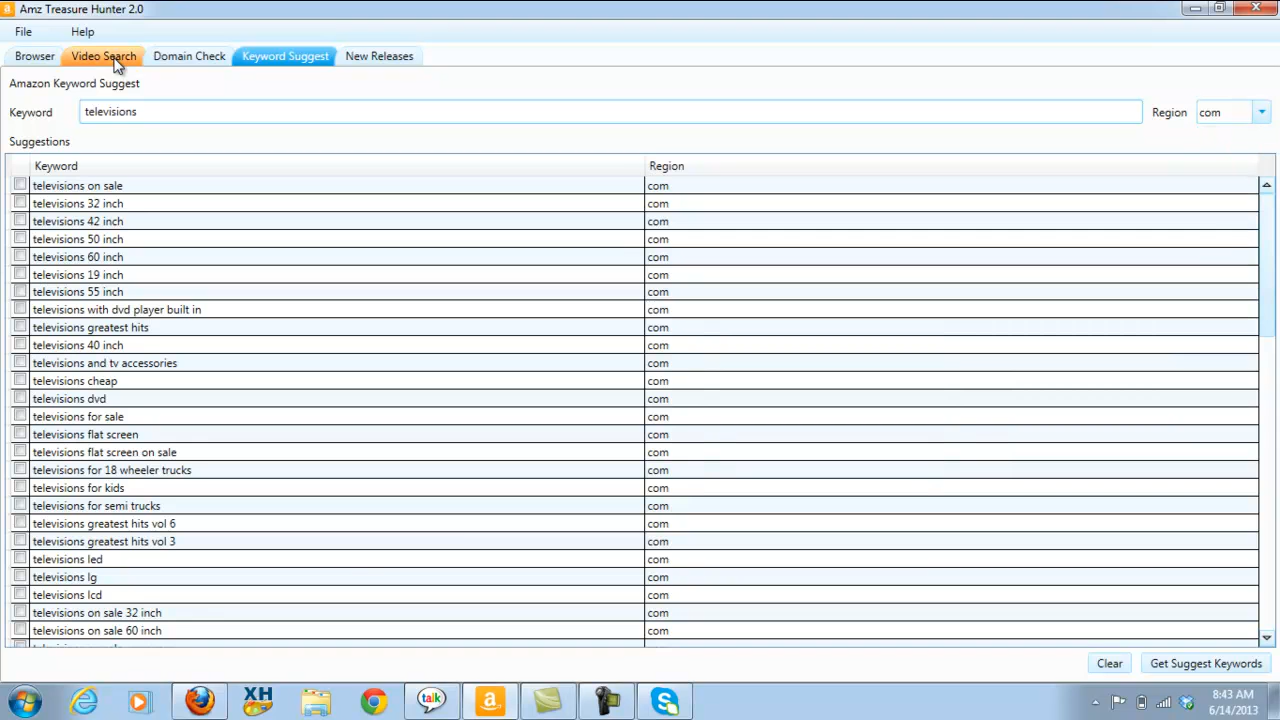 Amz Treasure Hunter 2.0
File Help
Browser Video Search Domain Check Keyword Suggest New Releases
Amazon Keyword Suggest
Keyword televisions Region com
Suggestions
Keyword Region
televisions on sale com
televisions 32 inch com
televisions 42 inch com
televisions 50 inch com
televisions 60 inch com
televisions 19 inch com
televisions 55 inch com
televisions with dvd player built in com
televisions greatest hits com
televisions 40 inch com
televisions and tv accessories com
televisions cheap com
televisions dvd com
televisions for sale com
televisions flat screen com
televisions flat screen on sale com
televisions for 18 wheeler trucks com
televisions for kids com
televisions for semi trucks com
televisions greatest hits vol 6 com
televisions greatest hits vol 3 com
televisions led com
televisions lg com
televisions lcd com
televisions on sale 32 inch com
televisions on sale 60 inch com
Clear Get Suggest Keywords
XH talk
8:43 AM
6/14/2013